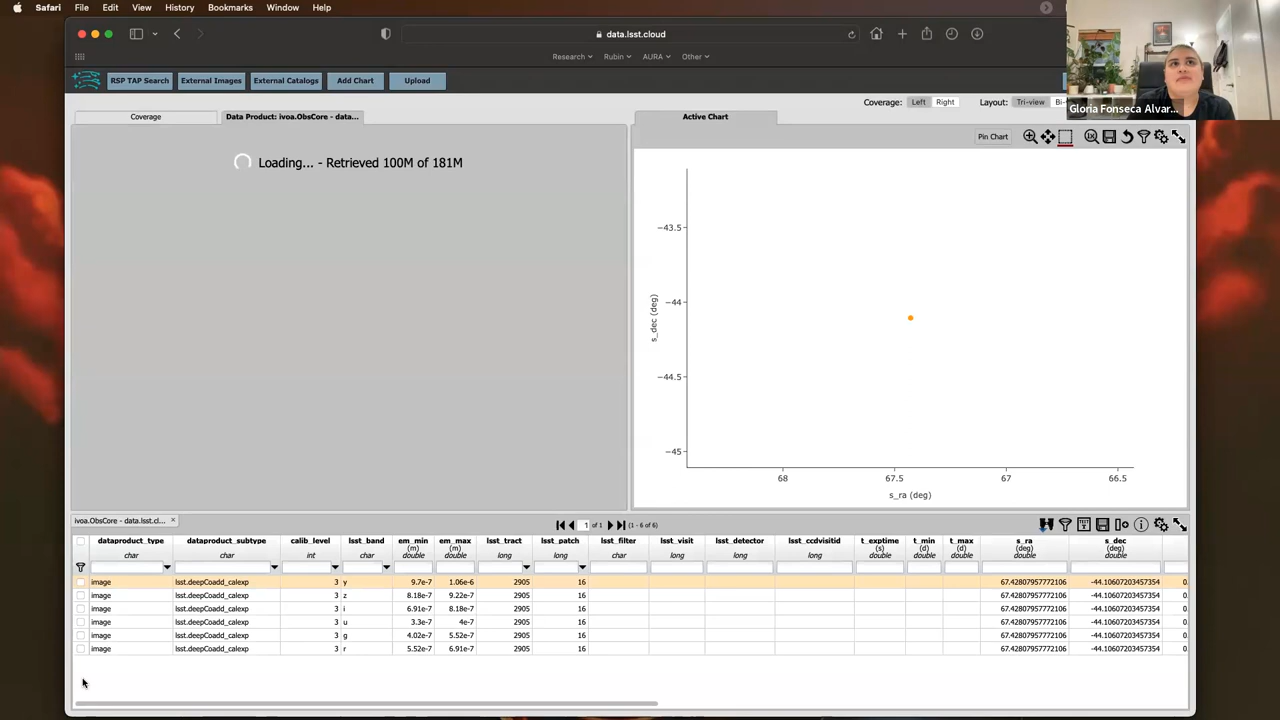 Safari File Edit View History Bookmarks Window Help
data.lsst.cloud
Research Rubin AURA Other
RSP TAP Search External Images External Catalogs Add Chart Upload
Gloria Fonseca Alvar...
Coverage: Left Right Layout: Tri-view Bi-
Coverage Data Product: ivoa.ObsCore - data... Active Chart
Pin Chart
Loading... - Retrieved 100M of 181M
−43.5
−44
−44.5
−45
s_dec (deg)
68 67.5 67 66.5
s_ra (deg)
ivoa.ObsCore - data.lsst.cl... × 1 of 1 (1 - 6 of 6)
dataproduct_type dataproduct_subtype calib_level lsst_band em_min em_max lsst_tract lsst_patch lsst_filter lsst_visit lsst_detector lsst_ccdvisitid t_exptime t_min t_max s_ra s_dec
(m) (m) (s) (d) (d) (deg) (deg)
char char int char double double long long char long long long double double double double double
image lsst.deepCoadd_calexp 3 y 9.7e-7 1.06e-6 2905 16 67.42807957772106 -44.10607203457354 0.
image lsst.deepCoadd_calexp 3 z 8.18e-7 9.22e-7 2905 16 67.42807957772106 -44.10607203457354 0.
image lsst.deepCoadd_calexp 3 i 6.91e-7 8.18e-7 2905 16 67.42807957772106 -44.10607203457354 0.
image lsst.deepCoadd_calexp 3 u 3.3e-7 4e-7 2905 16 67.42807957772106 -44.10607203457354 0.
image lsst.deepCoadd_calexp 3 g 4.02e-7 5.52e-7 2905 16 67.42807957772106 -44.10607203457354 0.
image lsst.deepCoadd_calexp 3 r 5.52e-7 6.91e-7 2905 16 67.42807957772106 -44.10607203457354 0.